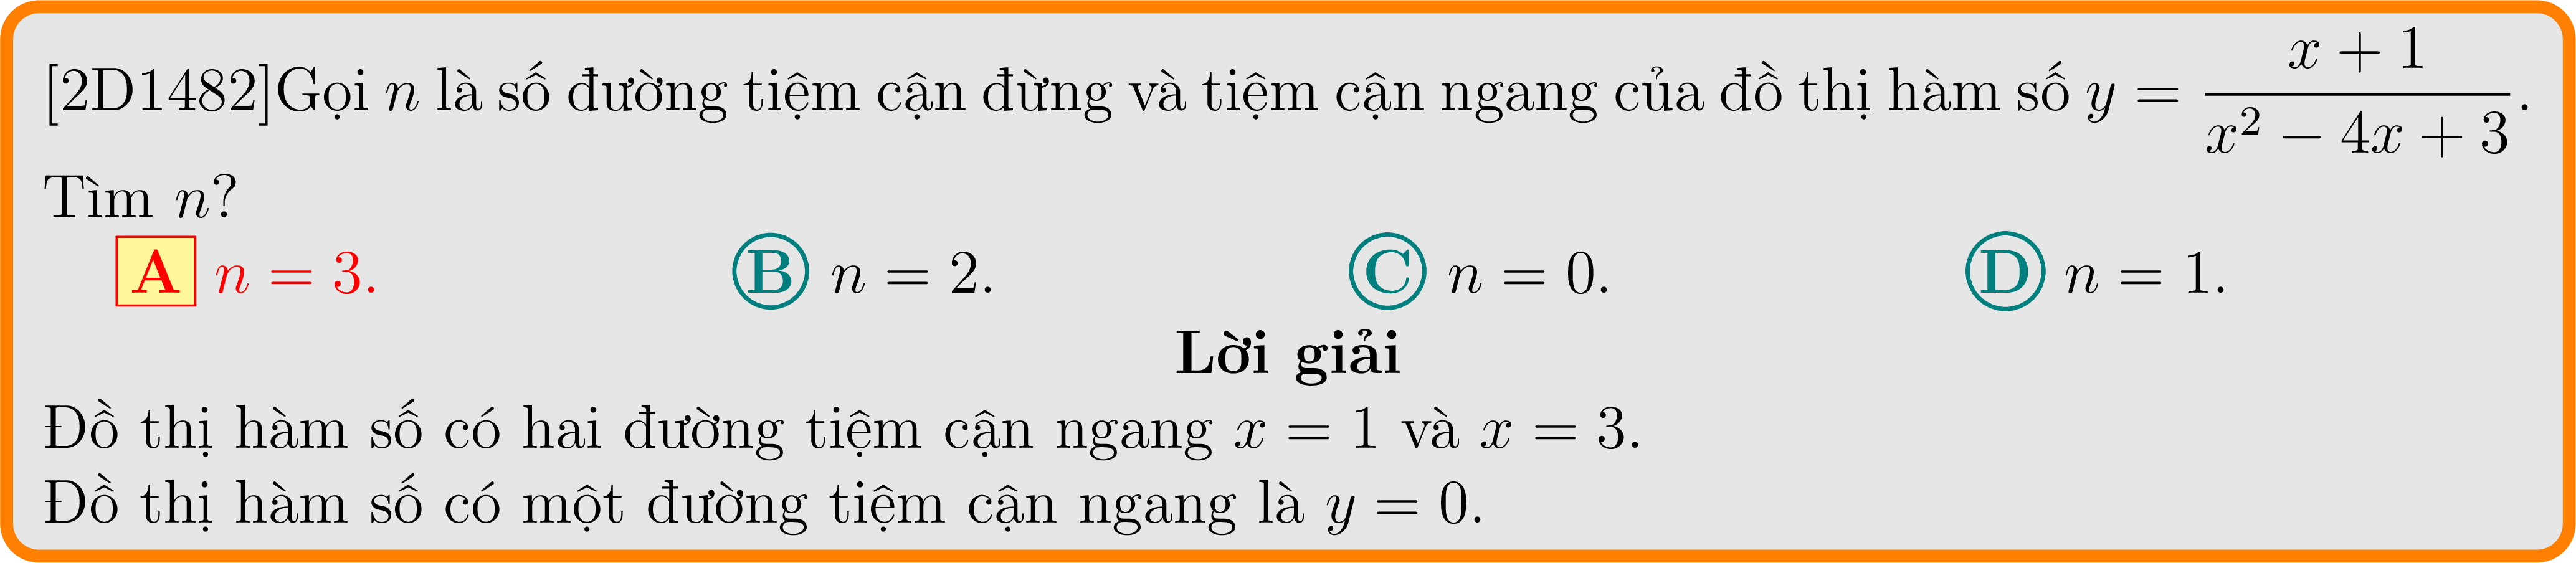 [2D1482]Gọi n là số đường tiệm cận đừng và tiệm cận ngang của đồ thị hàm số y = \frac{x + 1}{x^2 - 4x + 3}.
Tìm n?
A n = 3. B n = 2. C n = 0. D n = 1.
Lời giải
Đồ thị hàm số có hai đường tiệm cận ngang x = 1 và x = 3.
Đồ thị hàm số có một đường tiệm cận ngang là y = 0.